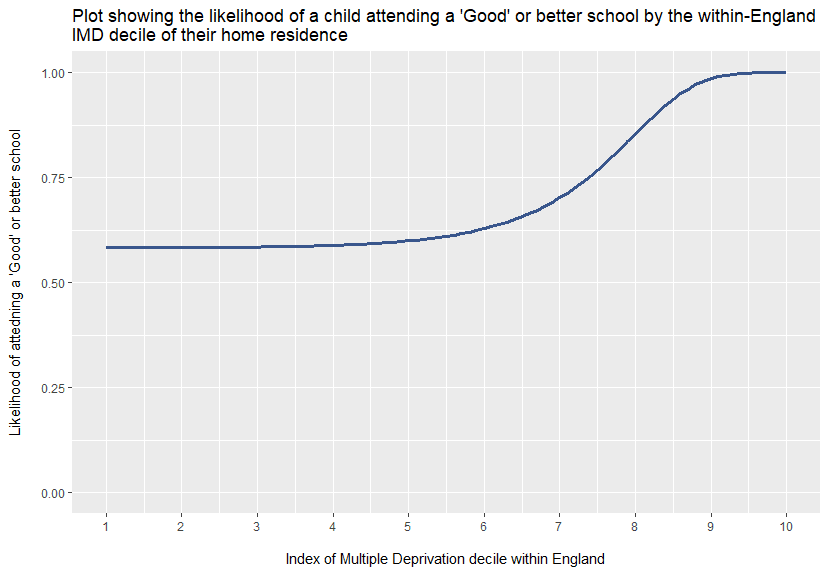 Plot showing the likelihood of a child attending a 'Good' or better school by the within-England
IMD decile of their home residence
Likelihood of attedning a 'Good' or better school
1.00
0.75
0.50
0.25
0.00
1 2 3 4 5 6 7 8 9 10
Index of Multiple Deprivation decile within England